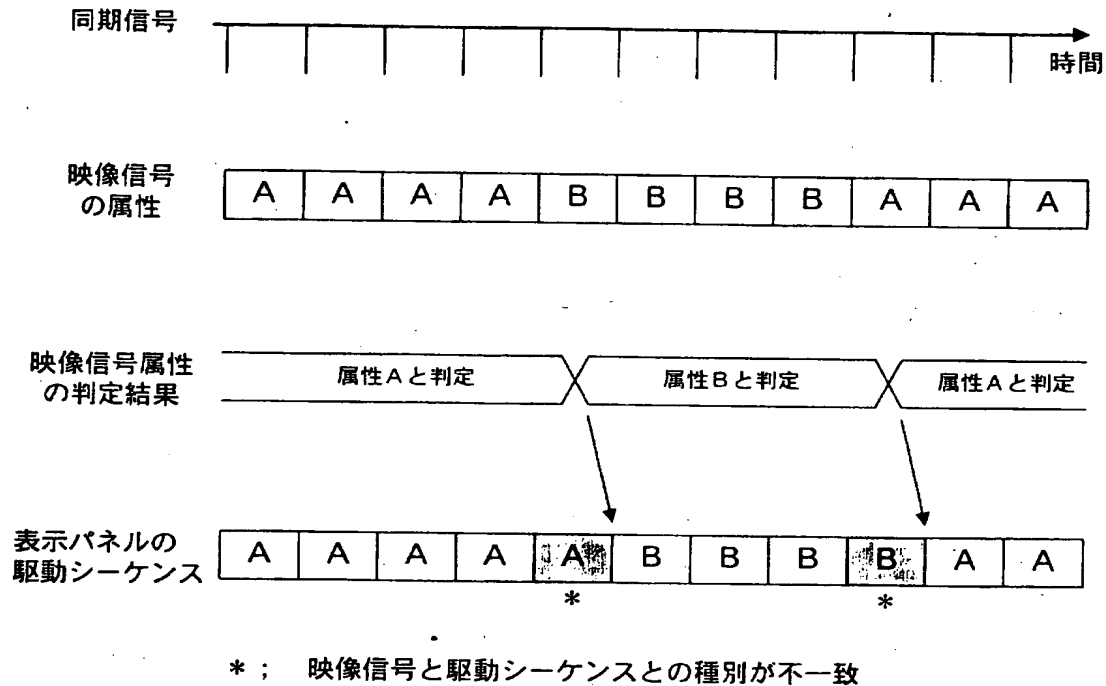 同期信号
時間
映像信号
の属性
A A A A B B B B A A A
映像信号属性
の判定結果
属性Aと判定 属性Bと判定 属性Aと判定
表示パネルの
駆動シーケンス
A A A A A B B B B A A
* *
*; 映像信号と駆動シーケンスとの種別が不一致